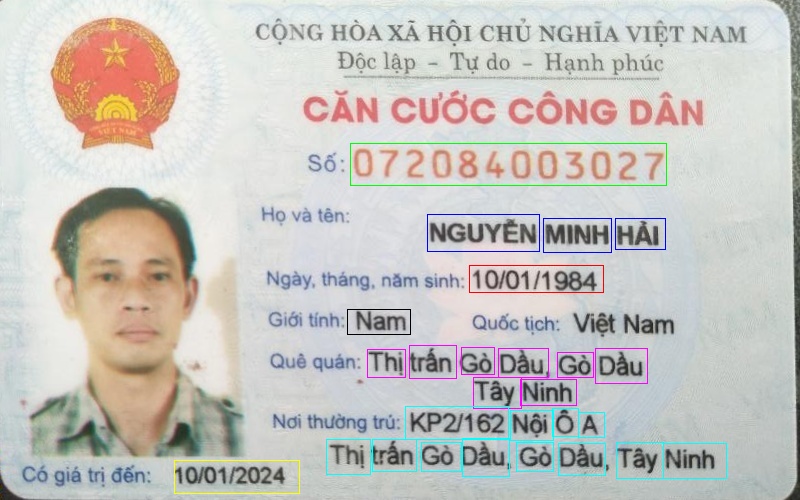 CỘNG HÒA XÃ HỘI CHỦ NGHĨA VIỆT NAM
Độc lập - Tự do - Hạnh phúc
CĂN CƯỚC CÔNG DÂN
Số: 072084003027
Họ và tên:
NGUYỄN MINH HẢI
Ngày, tháng, năm sinh: 10/01/1984
Giới tính: Nam Quốc tịch: Việt Nam
Quê quán: Thị trấn Gò Dầu, Gò Dầu
Tây Ninh
Nơi thường trú: KP2/162 Nội Ô A
Thị trấn Gò Dầu, Gò Dầu, Tây Ninh
Có giá trị đến: 10/01/2024